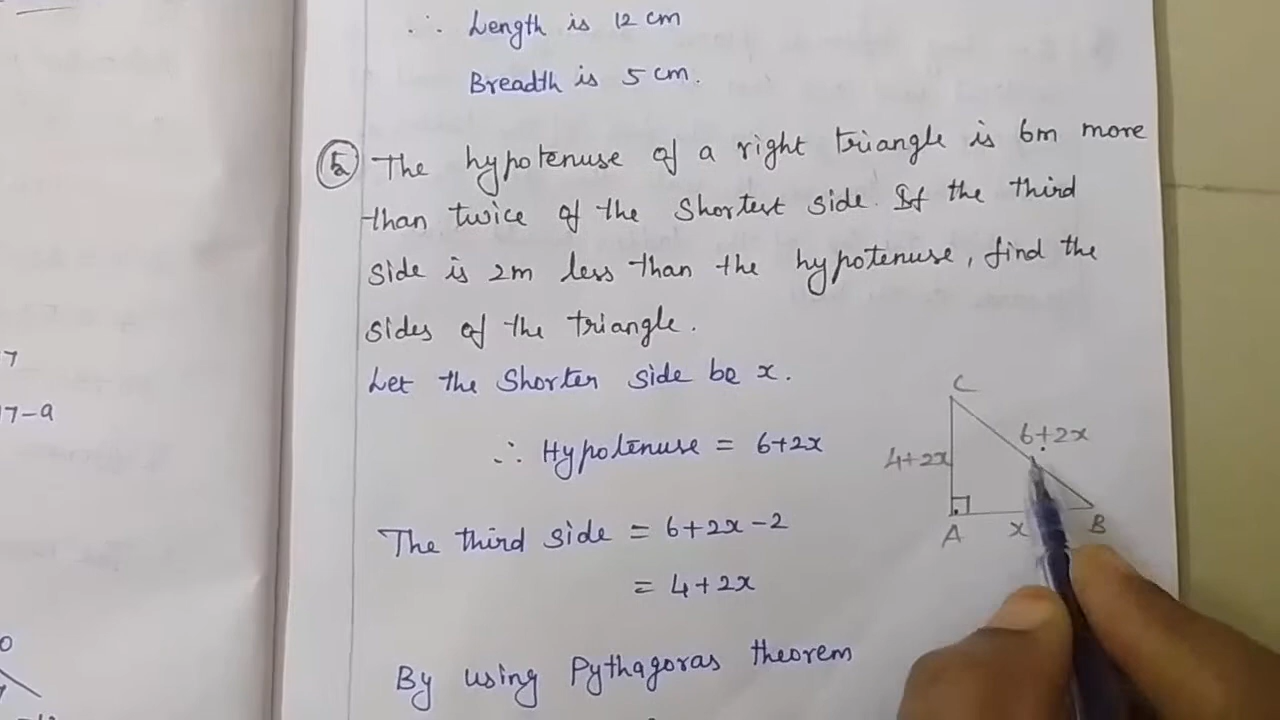 ∴ Length is 12 cm
Breadth is 5 cm.
5 The hypotenuse of a right triangle is 6m more
than twice of the shortest side. If the third
side is 2m less than the hypotenuse, find the
sides of the triangle.
Let the shorter side be x.
∴ Hypotenuse = 6+2x
The third side = 6+2x-2
= 4+2x
By using Pythagoras theorem
C
6+2x
4+2x
A x B
7
17-a